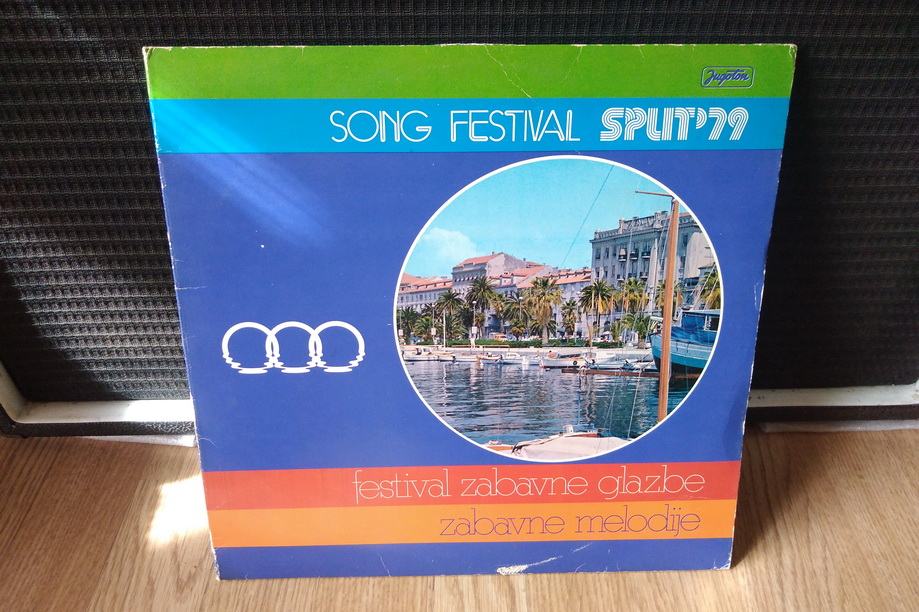 Jugoton
SONG FESTIVAL SPLIT'79
festival zabavne glazbe
zabavne melodije